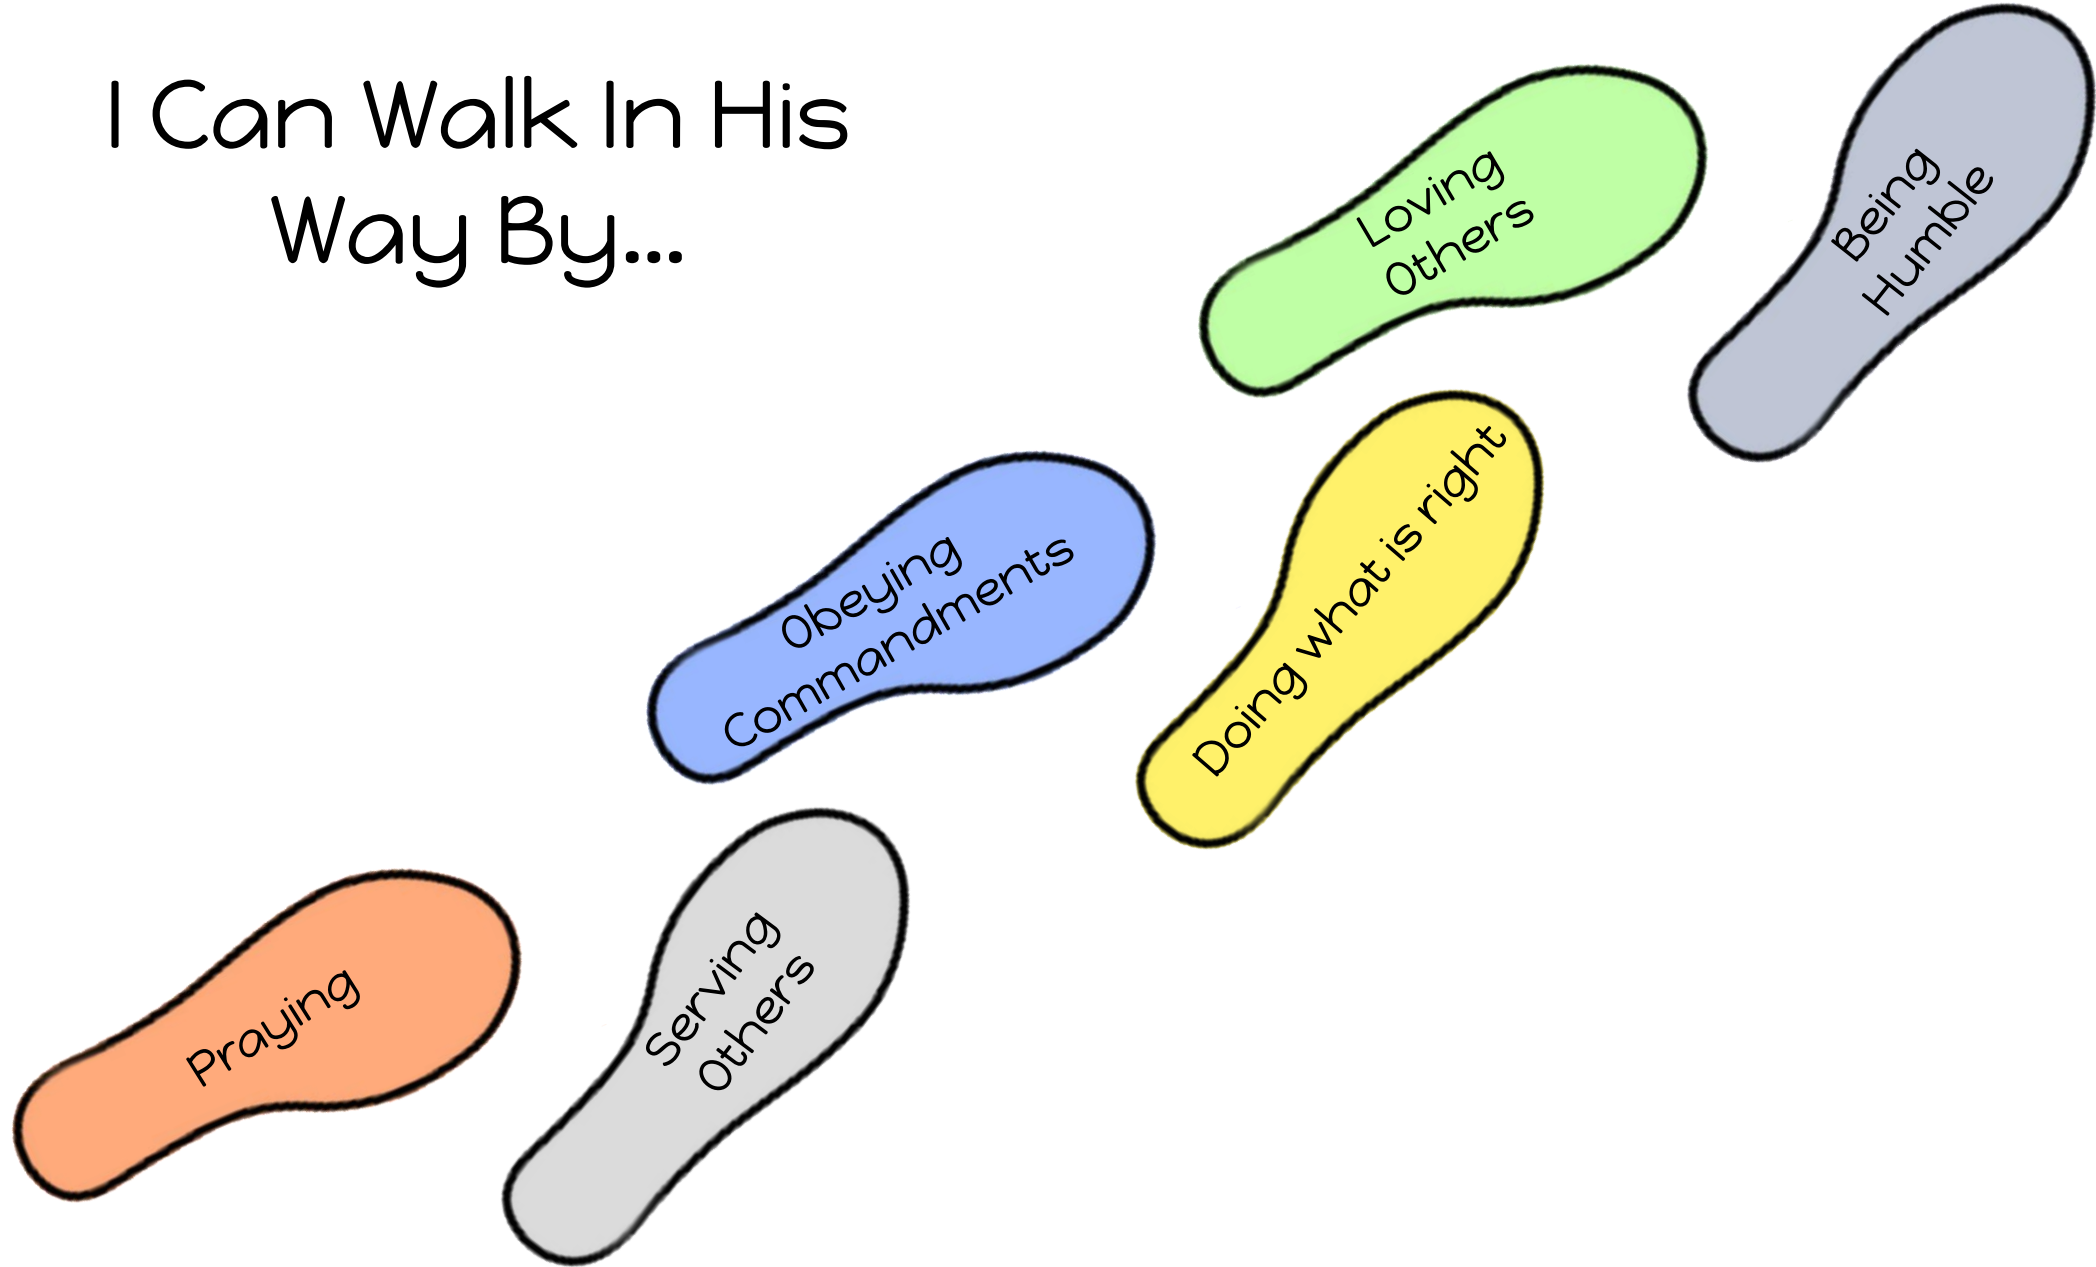 I Can Walk In His
Way By...
Loving
Others
Being
Humble
Obeying
Commandments
Doing what is right
Praying
Serving
Others